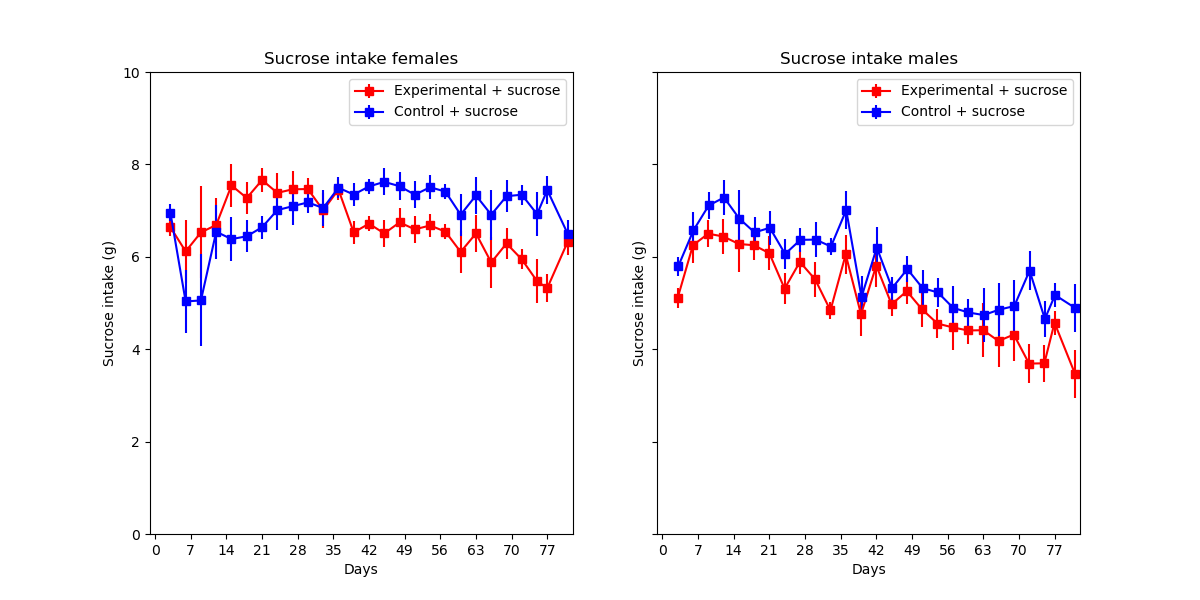 Sucrose intake females
Sucrose intake (g)
10
8
6
4
2
0
Experimental + sucrose
Control + sucrose
0 7 14 21 28 35 42 49 56 63 70 77
Days
Sucrose intake males
Sucrose intake (g)
Experimental + sucrose
Control + sucrose
0 7 14 21 28 35 42 49 56 63 70 77
Days